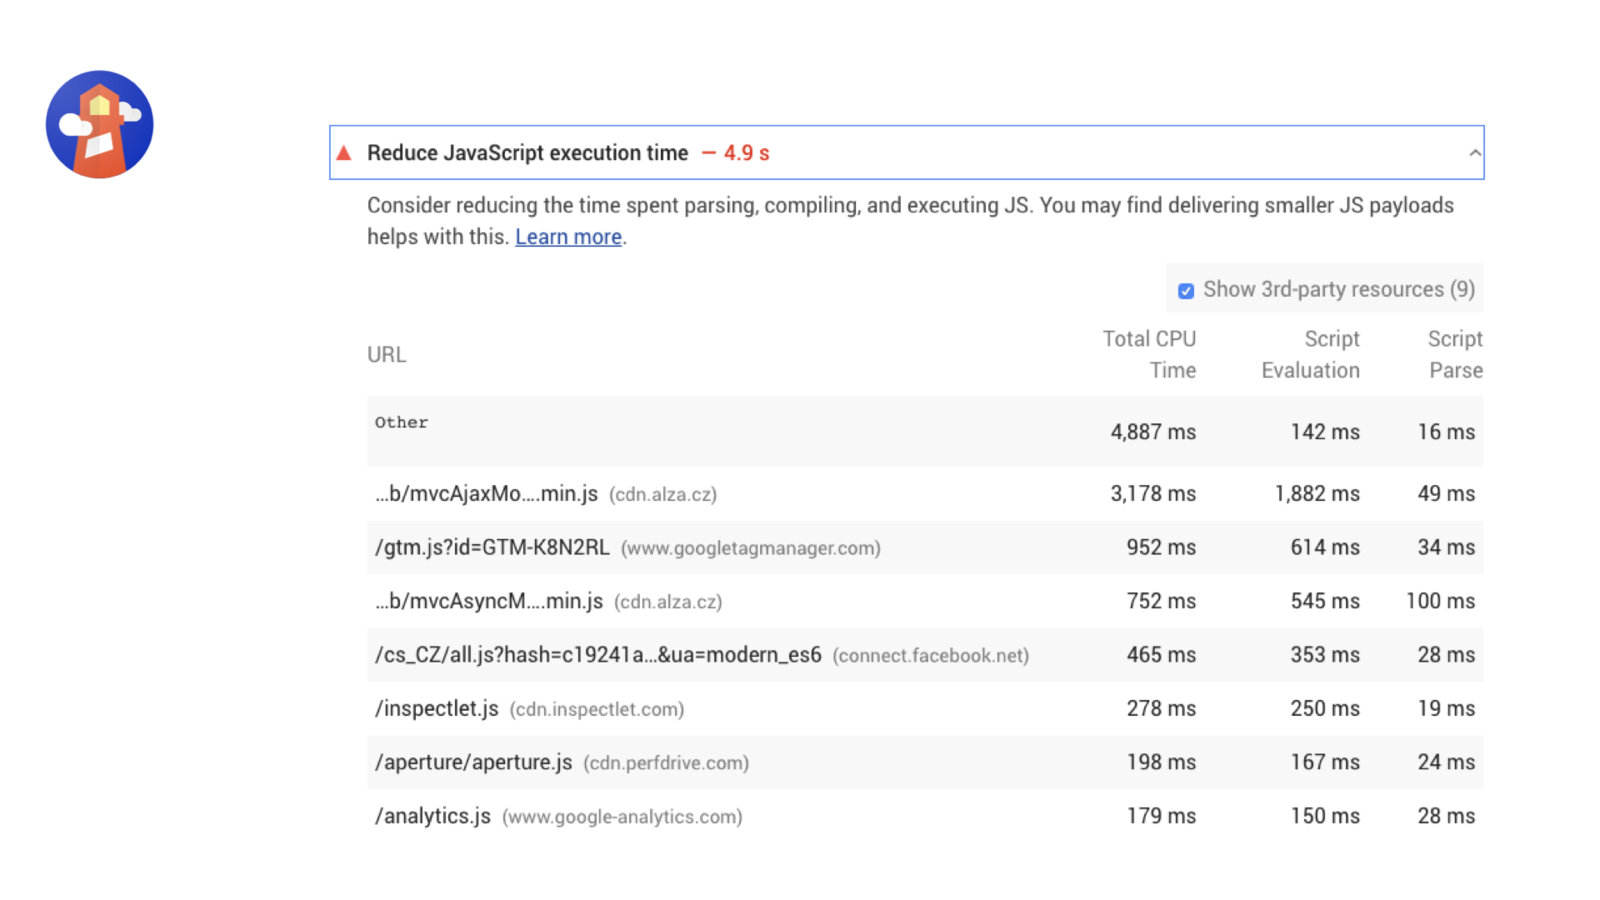 Reduce JavaScript execution time — 4.9 s
Consider reducing the time spent parsing, compiling, and executing JS. You may find delivering smaller JS payloads
helps with this. Learn more.
Show 3rd-party resources (9)
URL Total CPU Time Script Evaluation Script Parse
Other 4,887 ms 142 ms 16 ms
…b/mvcAjaxMo….min.js (cdn.alza.cz) 3,178 ms 1,882 ms 49 ms
/gtm.js?id=GTM-K8N2RL (www.googletagmanager.com) 952 ms 614 ms 34 ms
…b/mvcAsyncM….min.js (cdn.alza.cz) 752 ms 545 ms 100 ms
/cs_CZ/all.js?hash=c19241a…&ua=modern_es6 (connect.facebook.net) 465 ms 353 ms 28 ms
/inspectlet.js (cdn.inspectlet.com) 278 ms 250 ms 19 ms
/aperture/aperture.js (cdn.perfdrive.com) 198 ms 167 ms 24 ms
/analytics.js (www.google-analytics.com) 179 ms 150 ms 28 ms